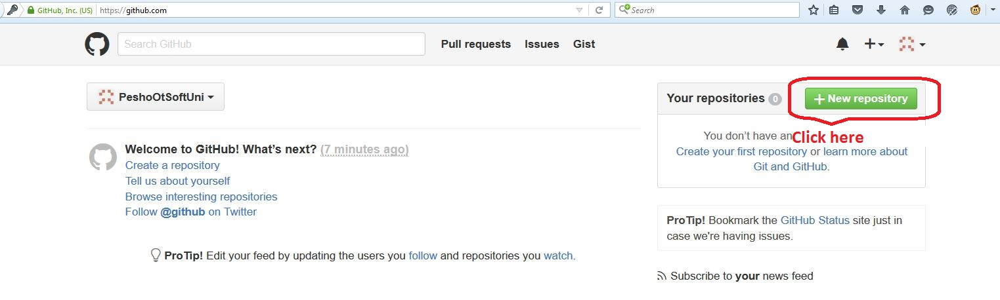 GitHub, Inc. (US) https://github.com Search
Search GitHub Pull requests Issues Gist
PeshoOtSoftUni
Your repositories 0 + New repository
Click here
You don't have an
Create your first repository or learn more about
Git and GitHub.
Welcome to GitHub! What's next? (7 minutes ago)
Create a repository
Tell us about yourself
Browse interesting repositories
Follow @github on Twitter
ProTip! Edit your feed by updating the users you follow and repositories you watch.
ProTip! Bookmark the GitHub Status site just in
case we're having issues.
Subscribe to your news feed